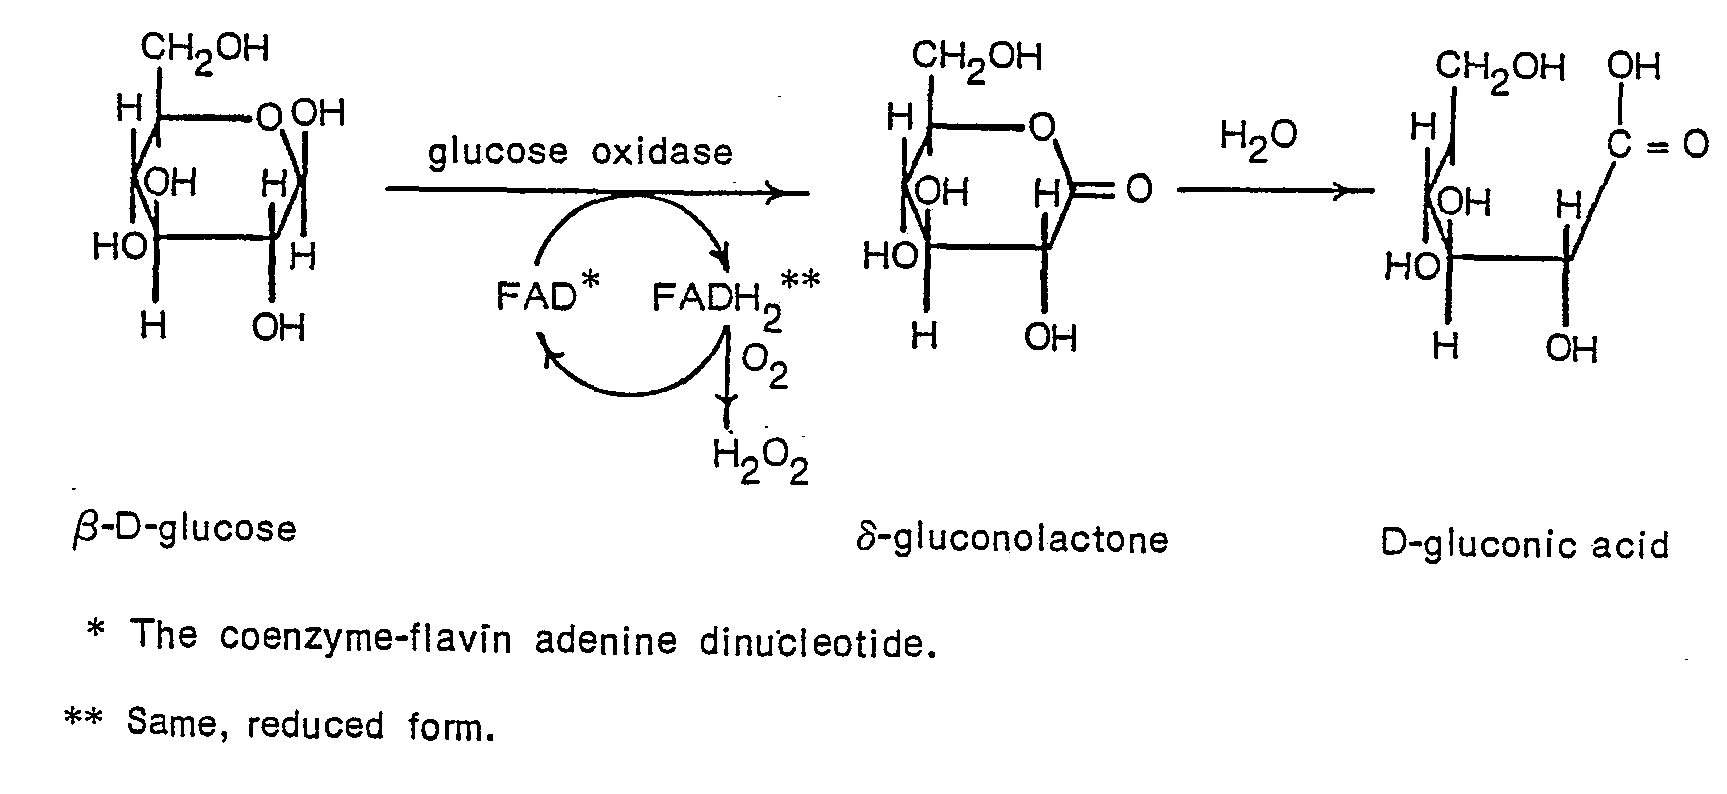 CH2OH
H
O OH
OH H
HO
H
H OH
glucose oxidase
FAD* FADH2**
O2
H2O2
CH2OH
H
O
OH H = O
HO
H OH
H2O
CH2OH OH
H
C = O
OH H
HO
H OH
β-D-glucose
δ-gluconolactone
D-gluconic acid
* The coenzyme-flavin adenine dinucleotide.
** Same, reduced form.